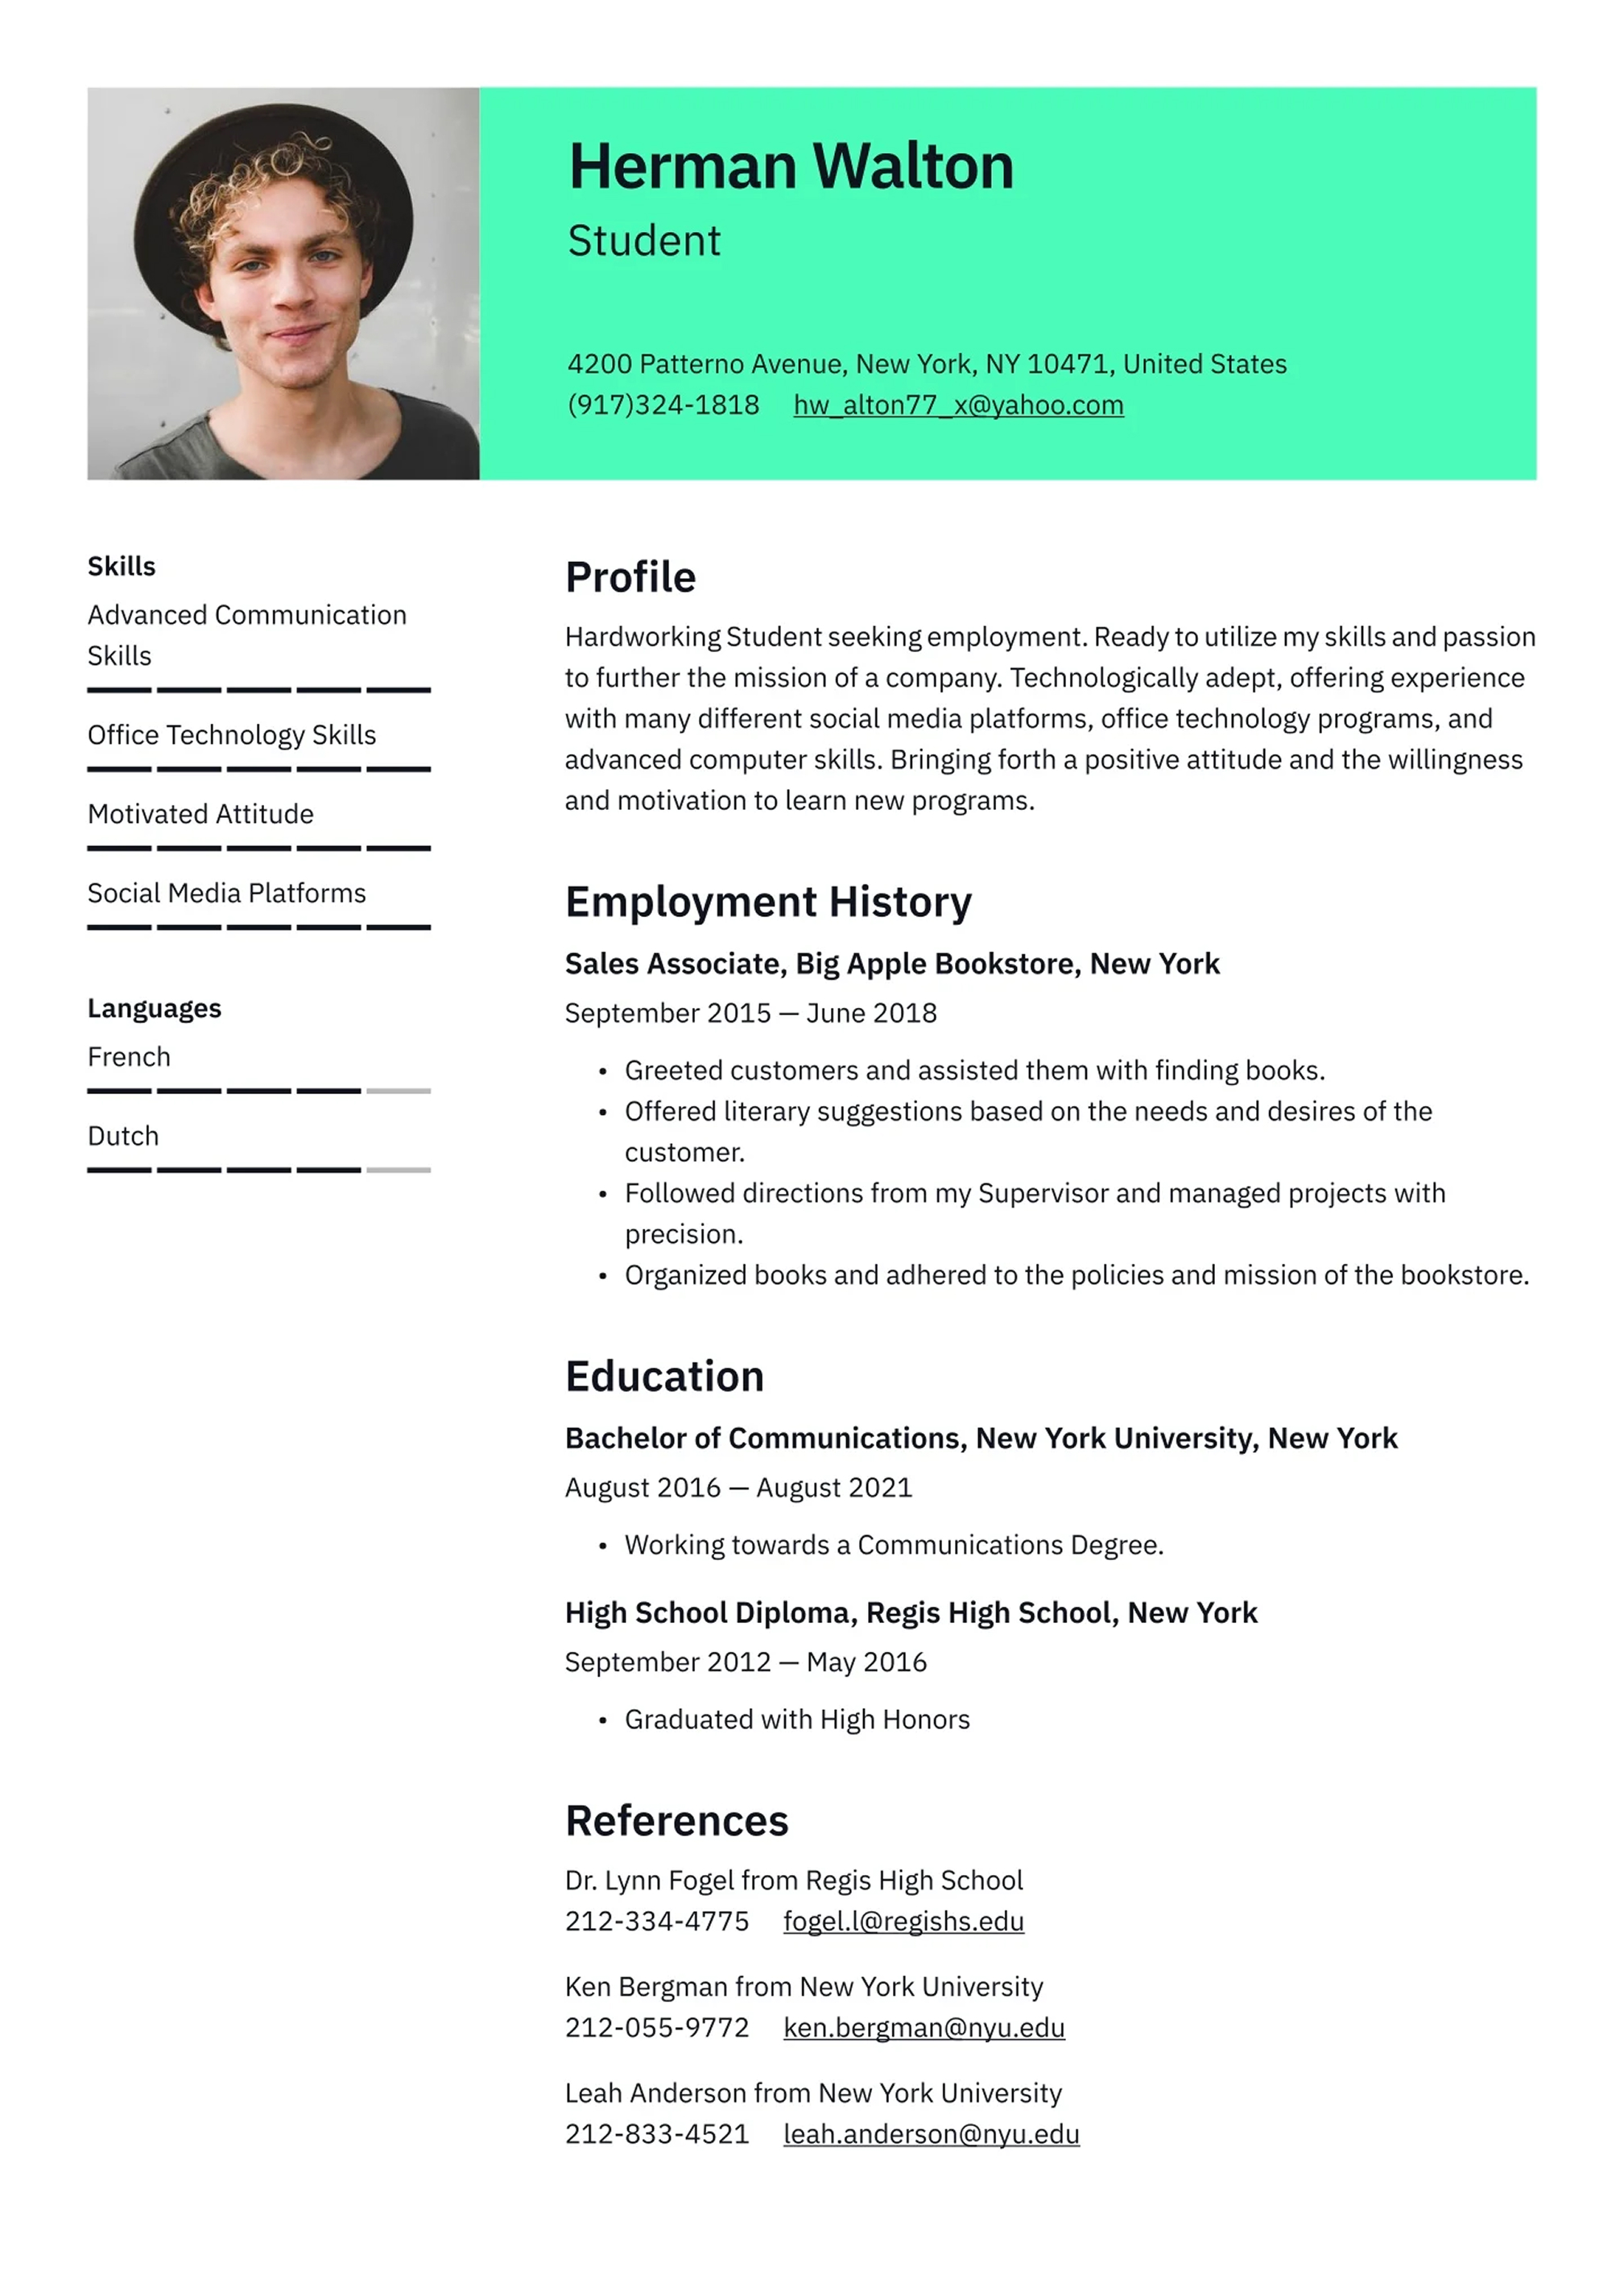 Herman Walton
Student
4200 Patterno Avenue, New York, NY 10471, United States
(917)324-1818 hw_alton77_x@yahoo.com
Skills
Advanced Communication
Skills
Office Technology Skills
Motivated Attitude
Social Media Platforms
Languages
French
Dutch
Profile
Hardworking Student seeking employment. Ready to utilize my skills and passion
to further the mission of a company. Technologically adept, offering experience
with many different social media platforms, office technology programs, and
advanced computer skills. Bringing forth a positive attitude and the willingness
and motivation to learn new programs.
Employment History
Sales Associate, Big Apple Bookstore, New York
September 2015 — June 2018
• Greeted customers and assisted them with finding books.
• Offered literary suggestions based on the needs and desires of the
customer.
• Followed directions from my Supervisor and managed projects with
precision.
• Organized books and adhered to the policies and mission of the bookstore.
Education
Bachelor of Communications, New York University, New York
August 2016 — August 2021
• Working towards a Communications Degree.
High School Diploma, Regis High School, New York
September 2012 — May 2016
• Graduated with High Honors
References
Dr. Lynn Fogel from Regis High School
212-334-4775 fogel.l@regishs.edu
Ken Bergman from New York University
212-055-9772 ken.bergman@nyu.edu
Leah Anderson from New York University
212-833-4521 leah.anderson@nyu.edu